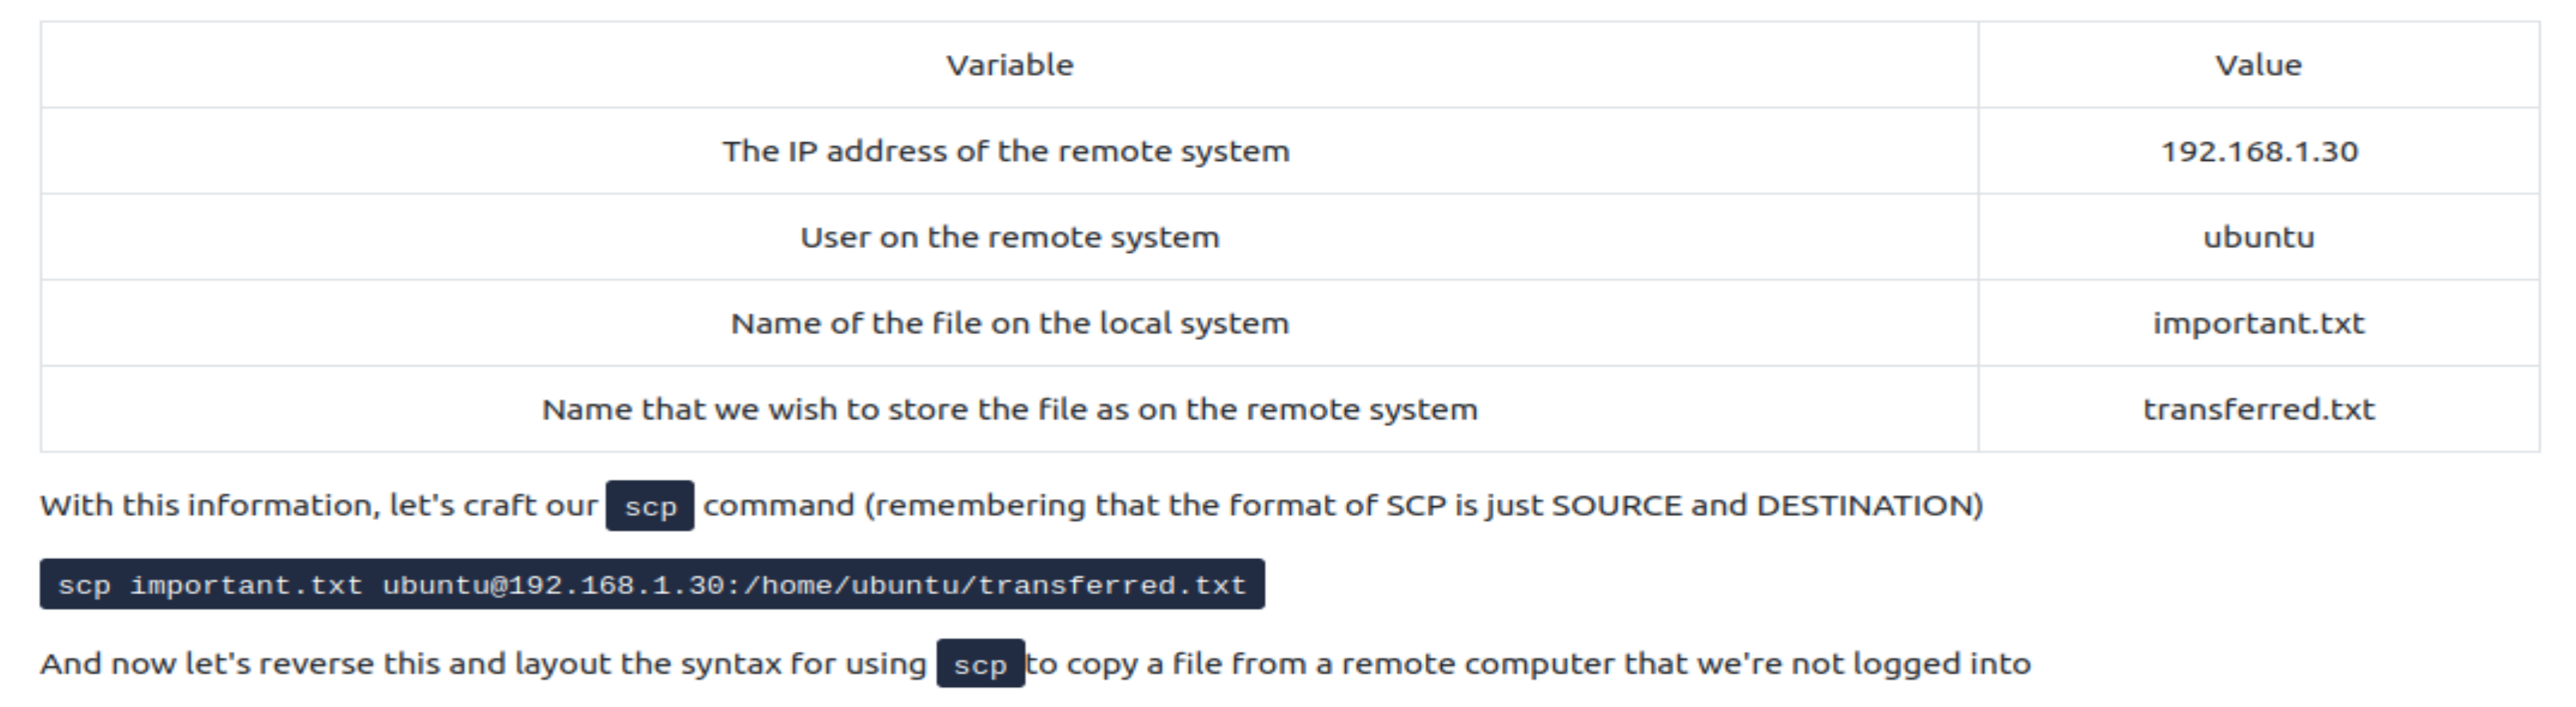 Variable Value
The IP address of the remote system 192.168.1.30
User on the remote system ubuntu
Name of the file on the local system important.txt
Name that we wish to store the file as on the remote system transferred.txt
With this information, let's craft our scp command (remembering that the format of SCP is just SOURCE and DESTINATION)
scp important.txt ubuntu@192.168.1.30:/home/ubuntu/transferred.txt
And now let's reverse this and layout the syntax for using scp to copy a file from a remote computer that we're not logged into